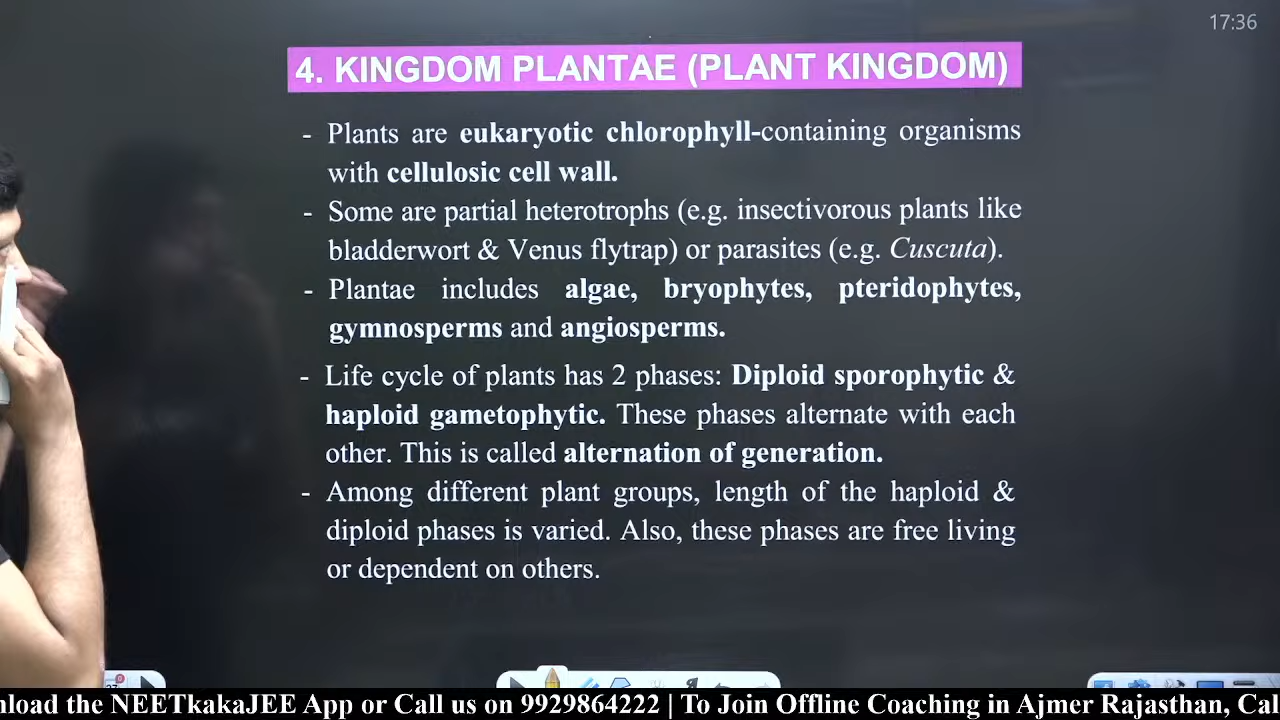 17:36
4. KINGDOM PLANTAE (PLANT KINGDOM)
- Plants are eukaryotic chlorophyll-containing organisms
with cellulosic cell wall.
- Some are partial heterotrophs (e.g. insectivorous plants like
bladderwort & Venus flytrap) or parasites (e.g. Cuscuta).
- Plantae includes algae, bryophytes, pteridophytes,
gymnosperms and angiosperms.
- Life cycle of plants has 2 phases: Diploid sporophytic &
haploid gametophytic. These phases alternate with each
other. This is called alternation of generation.
- Among different plant groups, length of the haploid &
diploid phases is varied. Also, these phases are free living
or dependent on others.
nload the NEETkakaJEE App or Call us on 9929864222 | To Join Offline Coaching in Ajmer Rajasthan, Cal